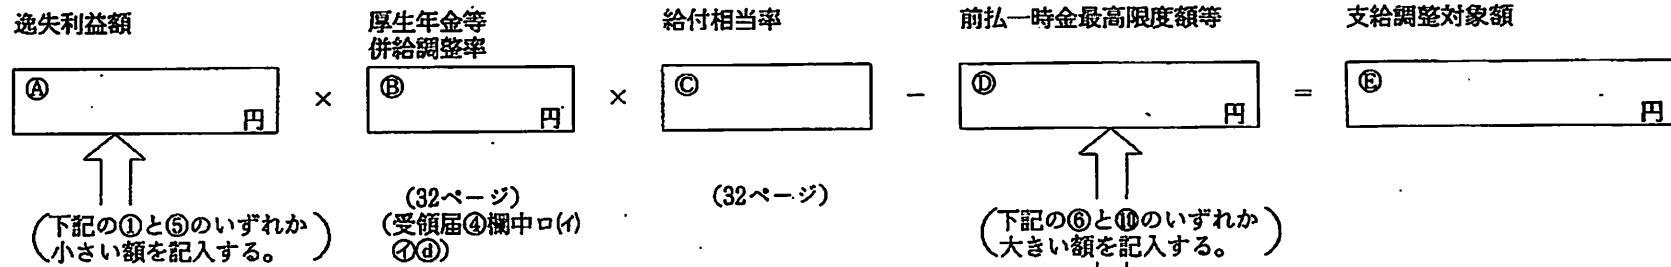 逸失利益額
厚生年金等
併給調整率
給付相当率
前払一時金最高限度額等
支給調整対象額
Ⓐ 円 × Ⓑ 円 × Ⓒ － Ⓓ 円 ＝ Ⓔ 円
(下記の①と⑤のいずれか
小さい額を記入する。)
(32ページ)
(受領届④欄中ロ(イ)
㋑ⓓ)
(32ページ)
(下記の⑥と⑩のいずれか
大きい額を記入する。)